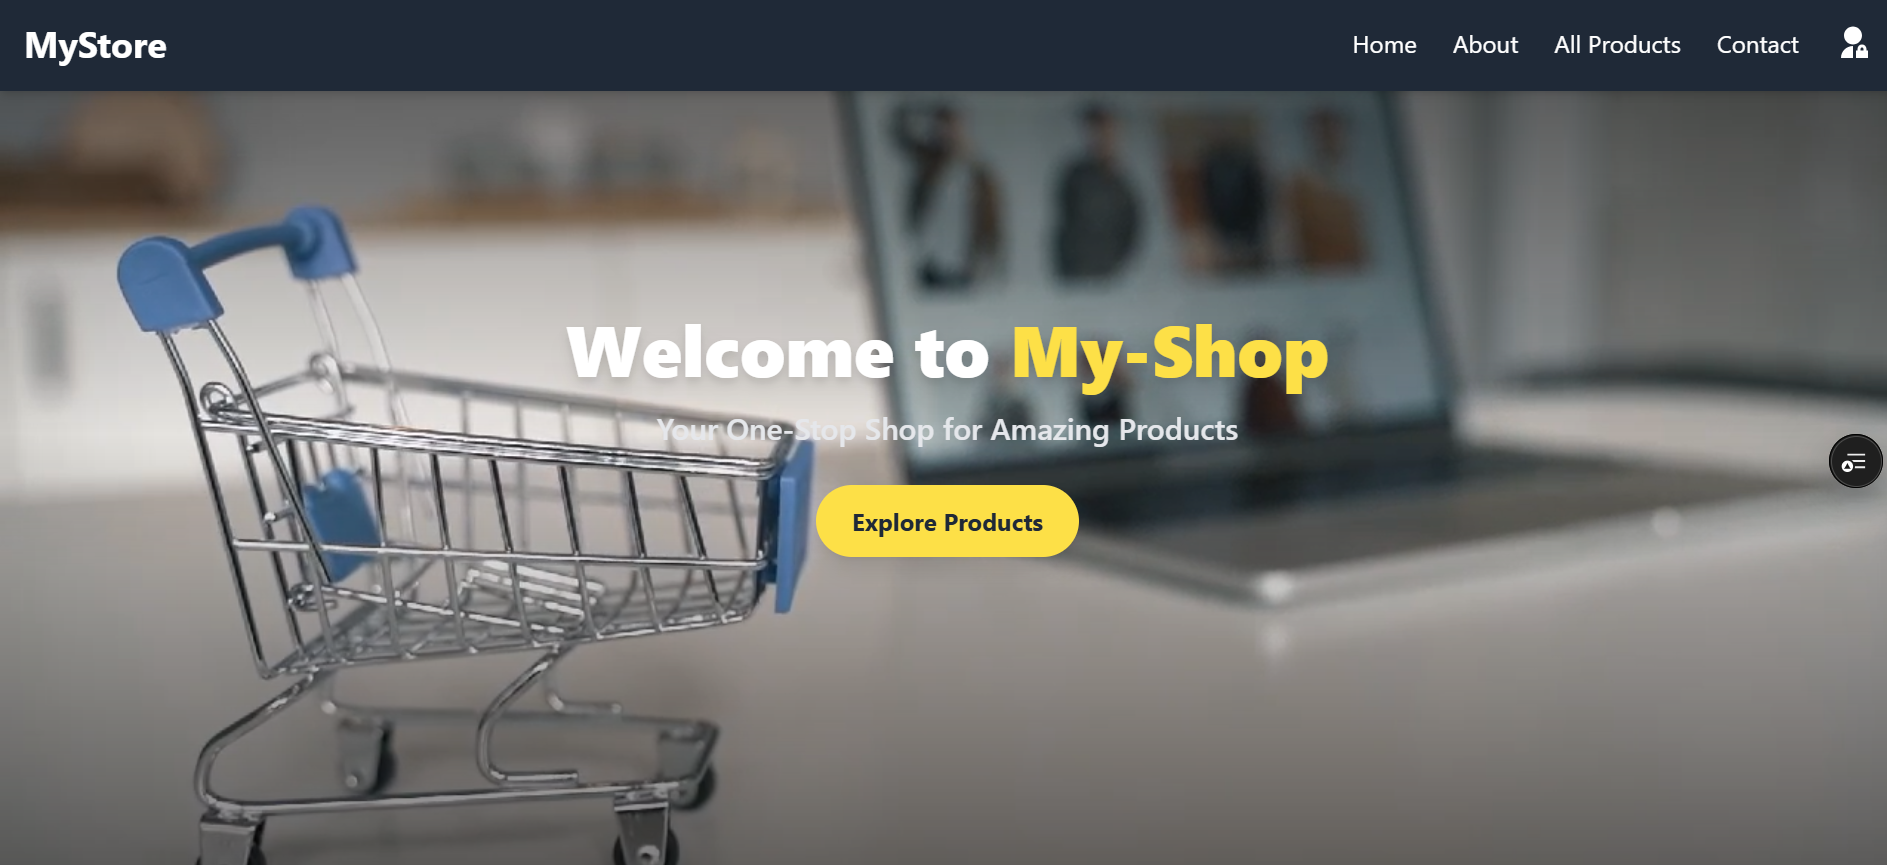 MyStore
Home About All Products Contact
Welcome to My-Shop
Your One-Stop Shop for Amazing Products
Explore Products